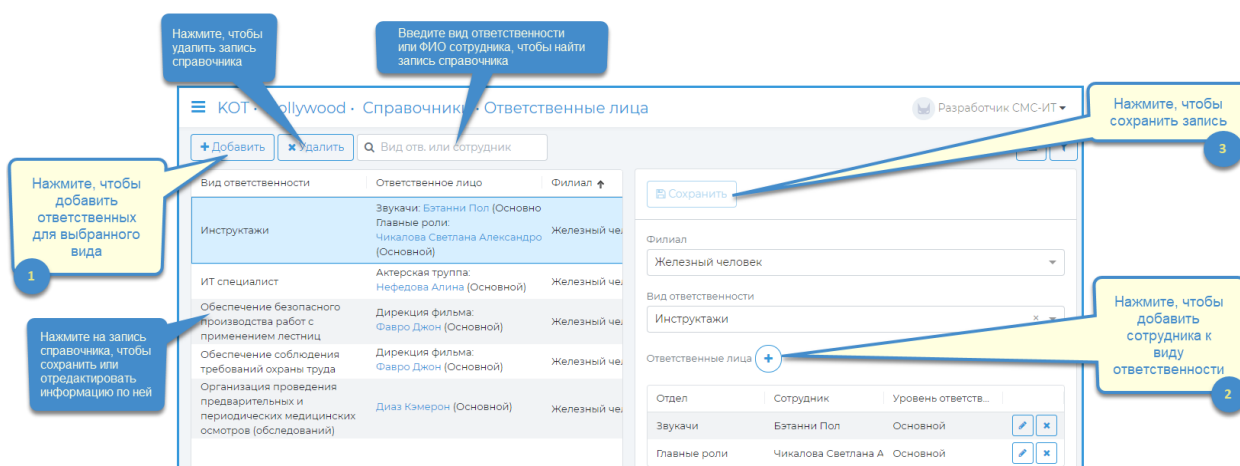 Нажмите, чтобы
удалить запись
справочника
Введите вид ответственности
или ФИО сотрудника, чтобы найти
запись справочника
КОТ · ollywood · Справочники · Ответственные лица
Разработчик СМС-ИТ
Нажмите, чтобы
сохранить запись
3
Добавить
Удалить
Вид отв. или сотрудник
Нажмите, чтобы
добавить
ответственных
для выбранного
вида
1
Вид ответственности
Ответственное лицо
Филиал
Инструктажи
Звукачи: Бэтанни Пол (Основно
Главные роли:
Чикалова Светлана Александро
(Основной)
Железный чел
ИТ специалист
Актерская труппа:
Нефедова Алина (Основной)
Железный чел
Обеспечение безопасного
производства работ с
применением лестниц
Дирекция фильма:
Фавро Джон (Основной)
Железный чел
Обеспечение соблюдения
требований охраны труда
Дирекция фильма:
Фавро Джон (Основной)
Железный чел
Организация проведения
предварительных и
периодических медицинских
осмотров (обследований)
Диаз Кэмерон (Основной)
Железный чел
Нажмите на запись
справочника, чтобы
сохранить или
отредактировать
информацию по ней
Сохранить
Филиал
Железный человек
Вид ответственности
Инструктажи
Ответственные лица
Нажмите, чтобы
добавить
сотрудника к
виду
ответственности
2
Отдел
Сотрудник
Уровень ответств...
Звукачи
Бэтанни Пол
Основной
Главные роли
Чикалова Светлана А
Основной